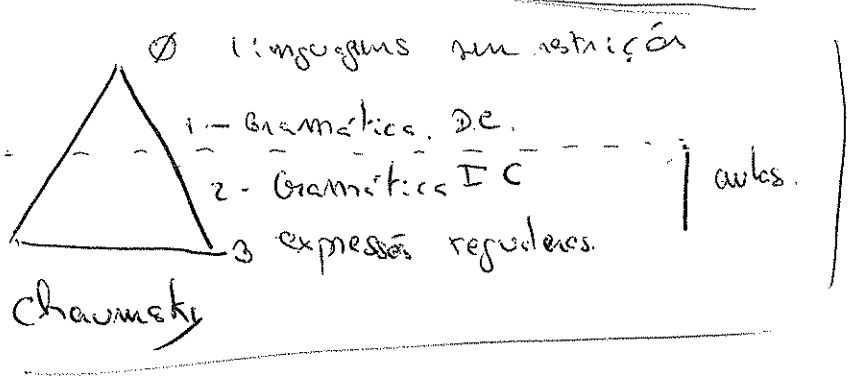 Ø linguagens sem restrições
1 - Gramática. D.C.
2 - Gramática I C
aulas.
3 expressões regulares.
Chaumsky